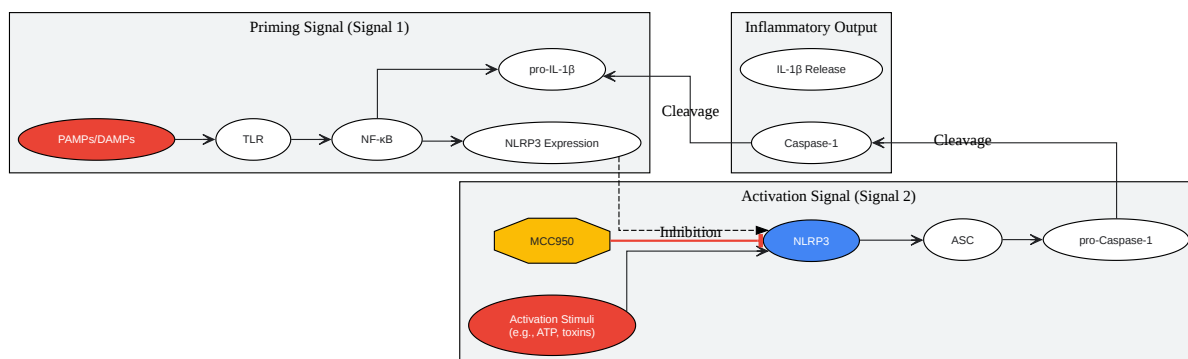 Priming Signal (Signal 1)
pro-IL-1β
PAMPs/DAMPs
TLR
NF-κB
NLRP3 Expression
Cleavage
Inflammatory Output
IL-1β Release
Caspase-1
Cleavage
Activation Signal (Signal 2)
MCC950
Inhibition
NLRP3
ASC
pro-Caspase-1
Activation Stimuli
(e.g., ATP, toxins)